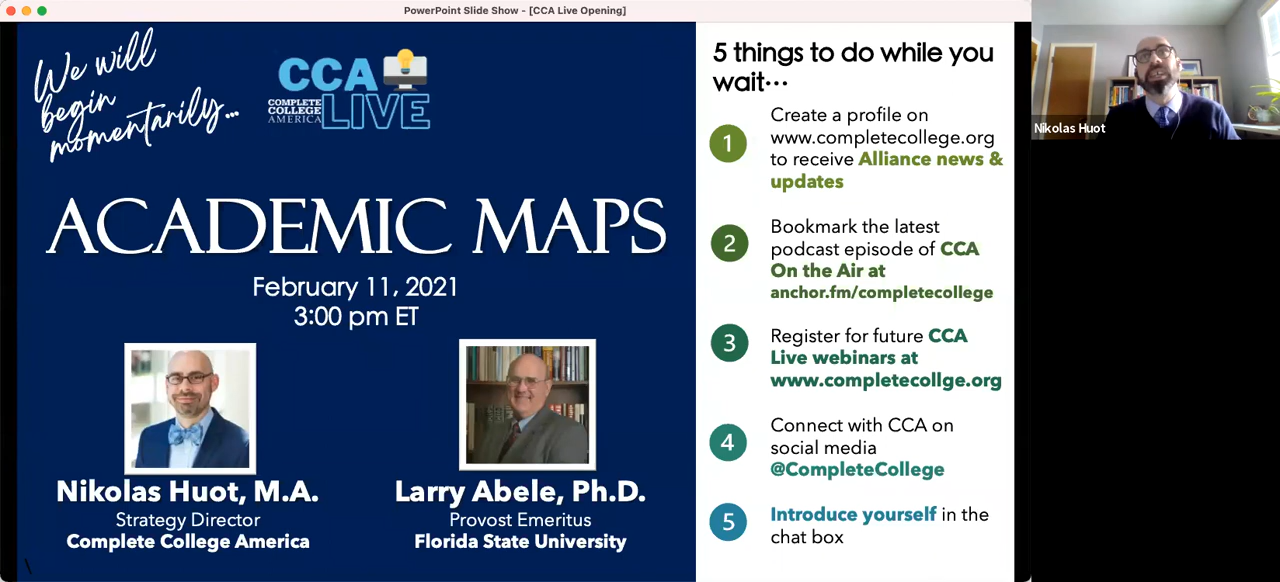 PowerPoint Slide Show - [CCA Live Opening]
We will
begin
momentarily...
CCA
COMPLETE
COLLEGE
AMERICA
LIVE
ACADEMIC MAPS
February 11, 2021
3:00 pm ET
Nikolas Huot, M.A.
Strategy Director
Complete College America
Larry Abele, Ph.D.
Provost Emeritus
Florida State University
5 things to do while you
wait...
1
Create a profile on
www.completecollege.org
to receive Alliance news &
updates
2
Bookmark the latest
podcast episode of CCA
On the Air at
anchor.fm/completecollege
3
Register for future CCA
Live webinars at
www.completecollge.org
4
Connect with CCA on
social media
@CompleteCollege
5
Introduce yourself in the
chat box
Nikolas Huot
\